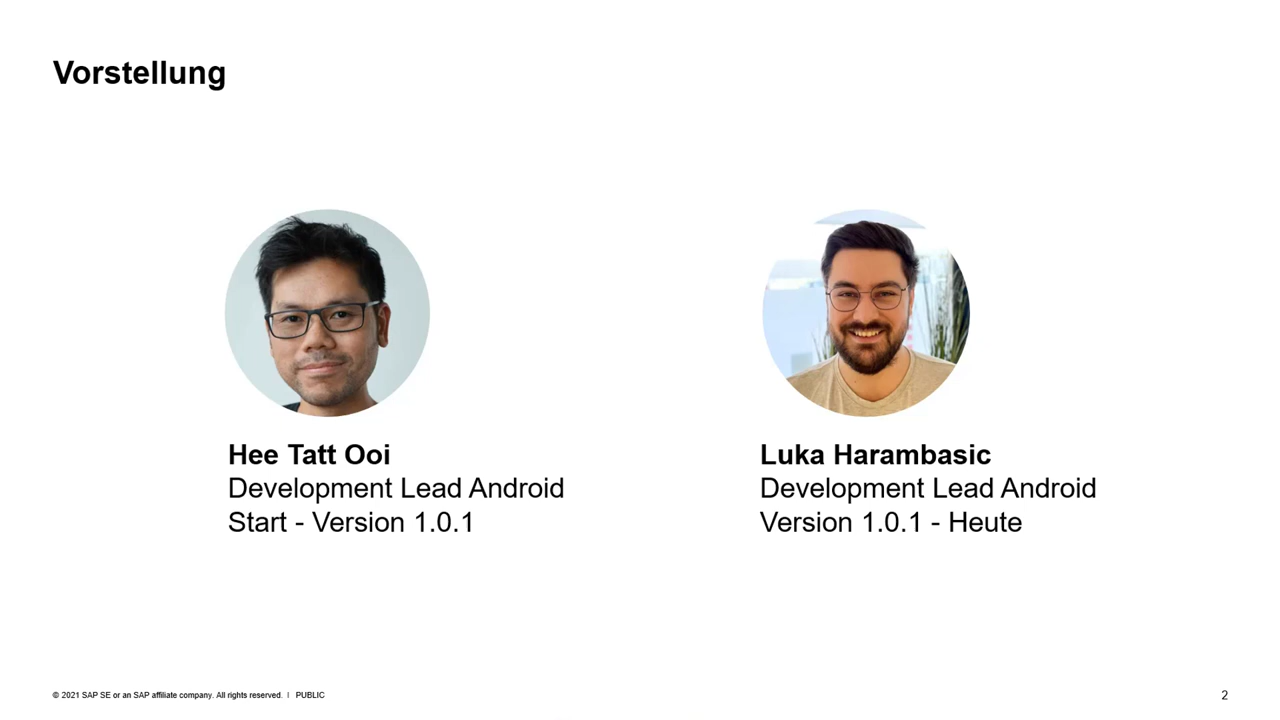 Vorstellung
Hee Tatt Ooi
Development Lead Android
Start - Version 1.0.1
Luka Harambasic
Development Lead Android
Version 1.0.1 - Heute
© 2021 SAP SE or an SAP affiliate company. All rights reserved. I PUBLIC
2